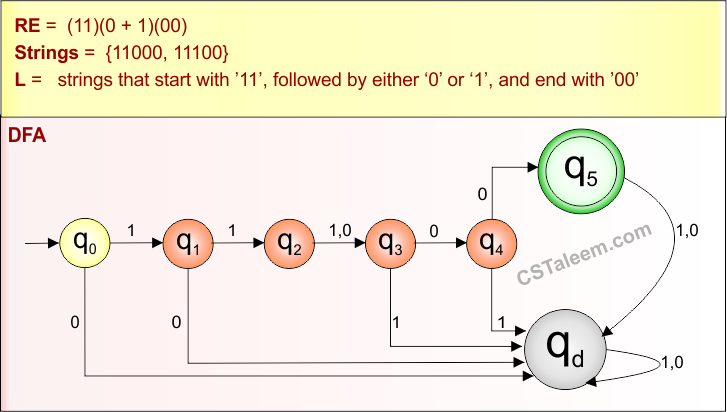 RE = (11)(0 + 1)(00)
Strings = {11000, 11100}
L = strings that start with ’11’, followed by either ‘0’ or ‘1’, and end with ’00’
DFA
q5
0
1,0
q0
1
q1
1
q2
1,0
q3
0
q4
CSTaleem.com
0
0
1
1
qd
1,0